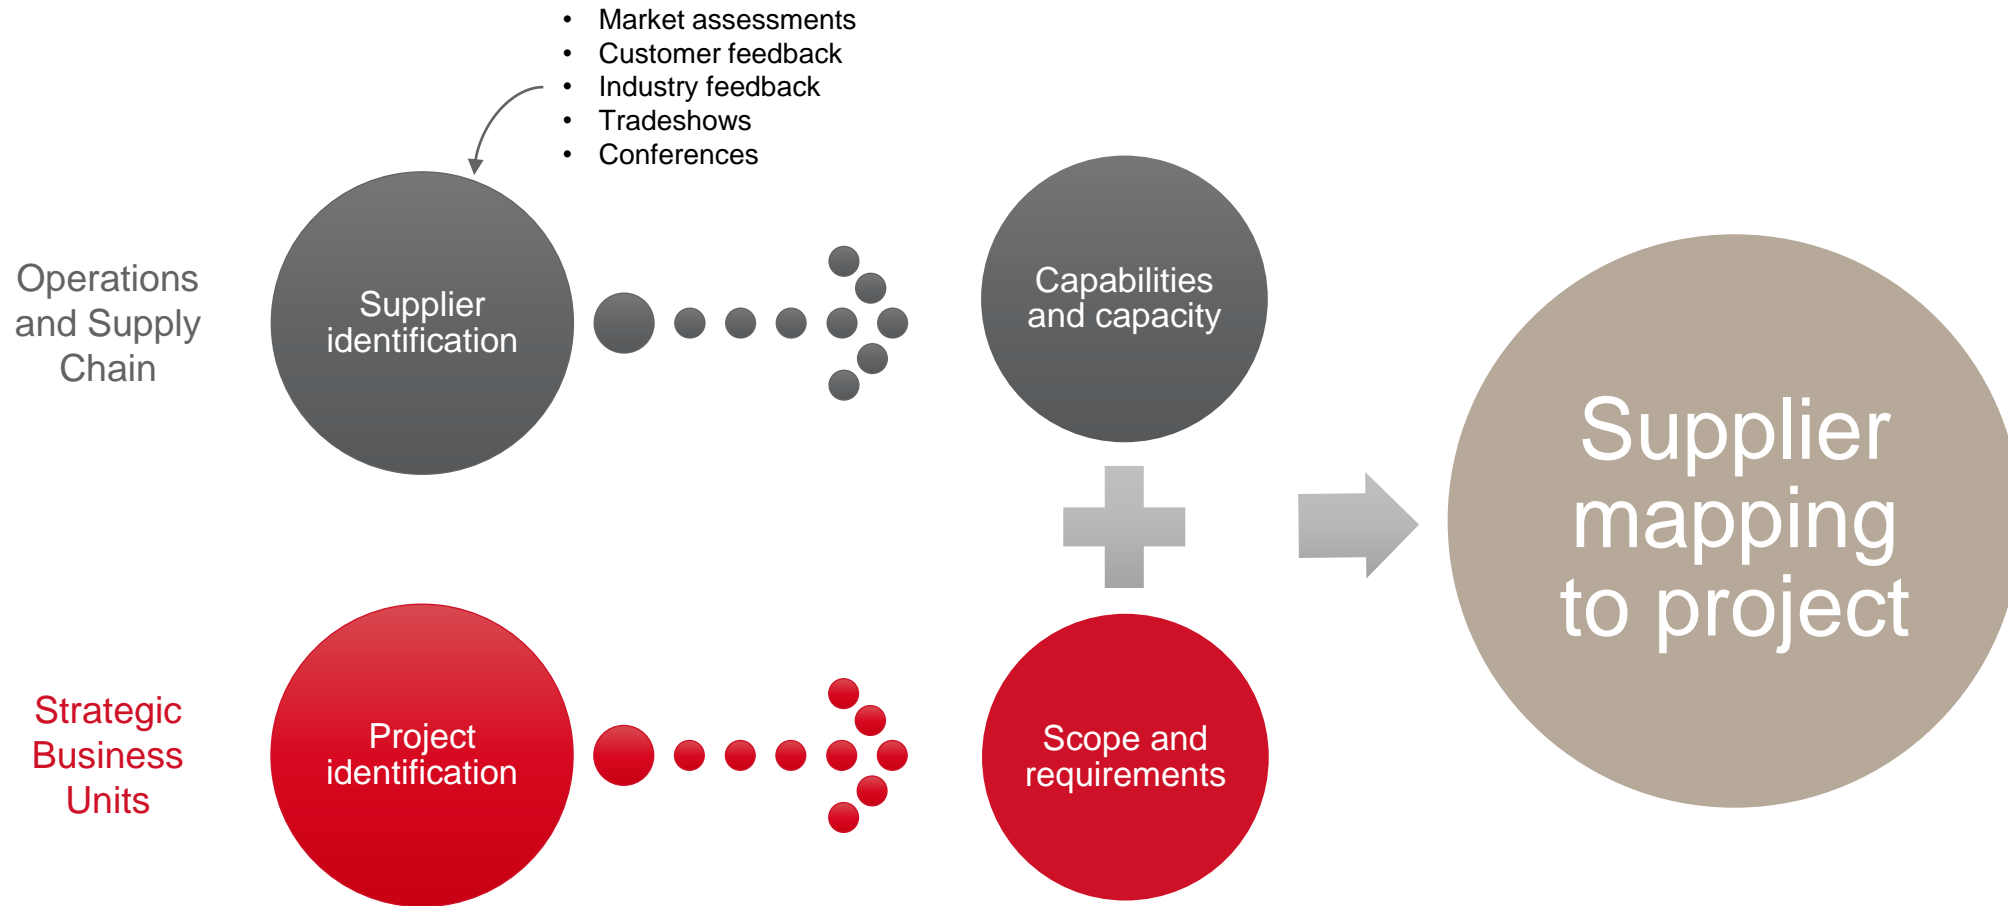 • Market assessments
• Customer feedback
• Industry feedback
• Tradeshows
• Conferences
Operations
and Supply
Chain
Supplier
identification
Capabilities
and capacity
Supplier
mapping
to project
Strategic
Business
Units
Project
identification
Scope and
requirements